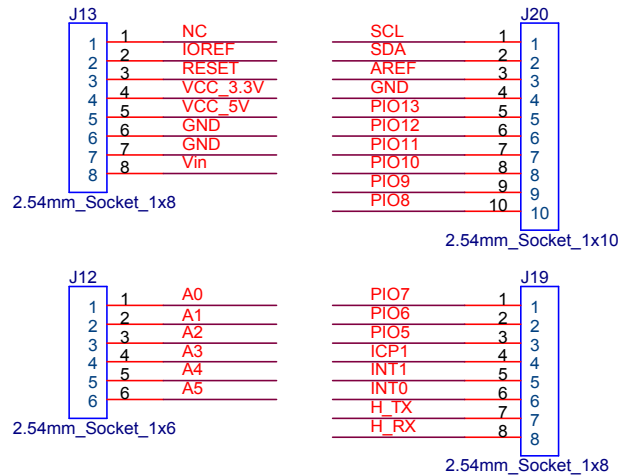 J13
1 1 NC
2 2 IOREF
3 3 RESET
4 4 VCC_3.3V
5 5 VCC_5V
6 6 GND
7 7 GND
8 8 Vin
2.54mm_Socket_1x8
J20
SCL 1 1
SDA 2 2
AREF 3 3
GND 4 4
PIO13 5 5
PIO12 6 6
PIO11 7 7
PIO10 8 8
PIO9 9 9
PIO8 10 10
2.54mm_Socket_1x10
J12
1 1 A0
2 2 A1
3 3 A2
4 4 A3
5 5 A4
6 6 A5
2.54mm_Socket_1x6
J19
PIO7 1 1
PIO6 2 2
PIO5 3 3
ICP1 4 4
INT1 5 5
INT0 6 6
H_TX 7 7
H_RX 8 8
2.54mm_Socket_1x8